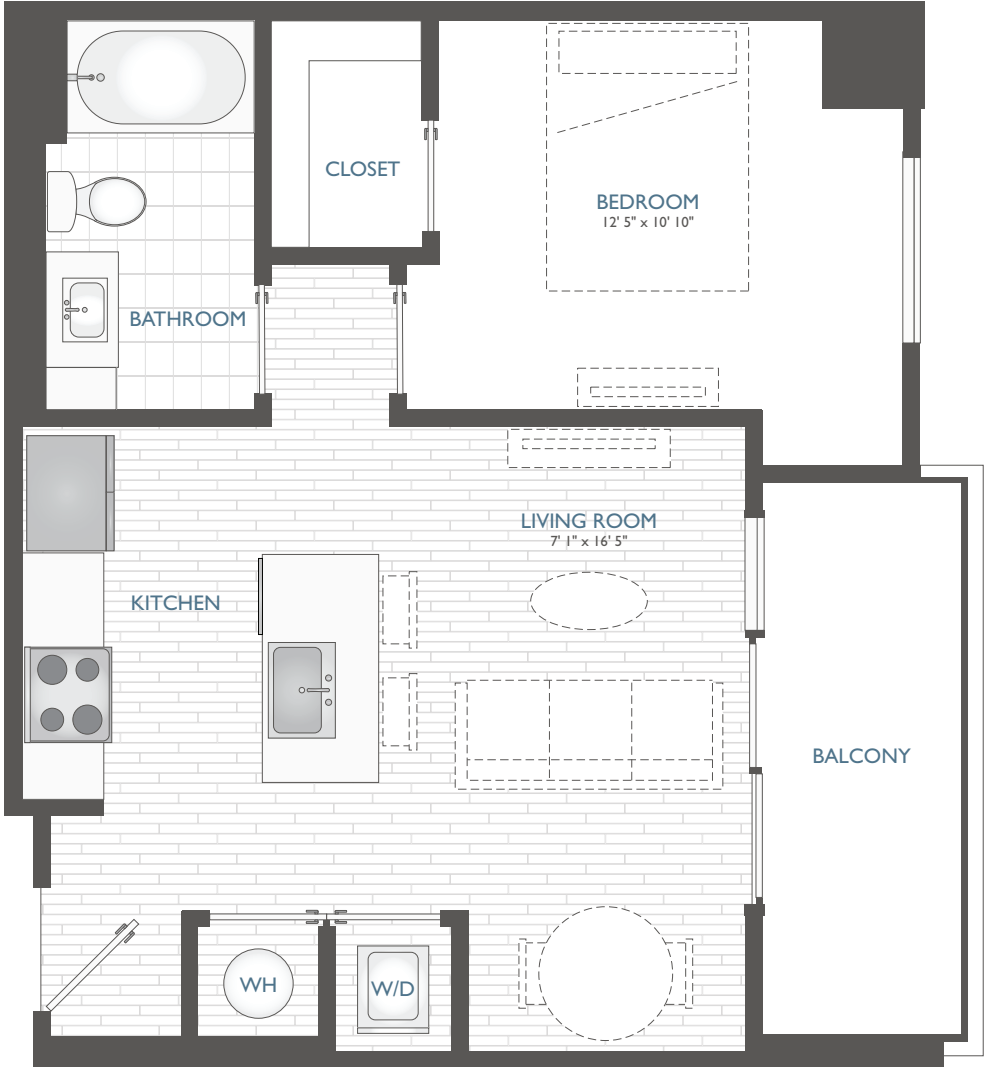 CLOSET
BEDROOM
12' 5" x 10' 10"
BATHROOM
LIVING ROOM
7' 1" x 16' 5"
KITCHEN
BALCONY
WH
W/D